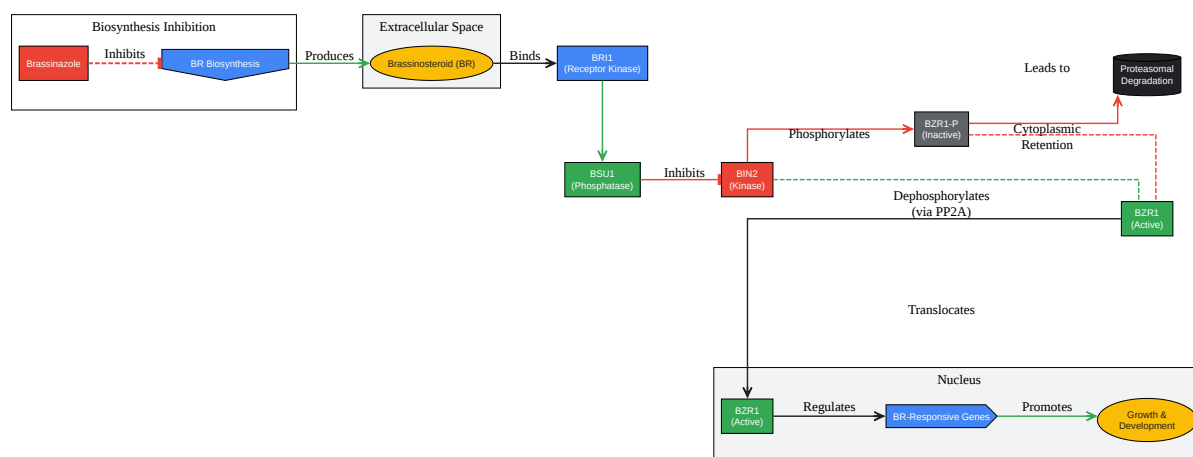 Biosynthesis Inhibition
Brassinazole
Inhibits
BR Biosynthesis
Produces
Extracellular Space
Brassinosteroid (BR)
Binds
BRI1
(Receptor Kinase)
Leads to
Proteasomal
Degradation
BZR1-P
(Inactive)
Phosphorylates
Cytoplasmic
Retention
BSU1
(Phosphatase)
Inhibits
BIN2
(Kinase)
Dephosphorylates
(via PP2A)
BZR1
(Active)
Translocates
Nucleus
BZR1
(Active)
Regulates
BR-Responsive Genes
Promotes
Growth &
Development